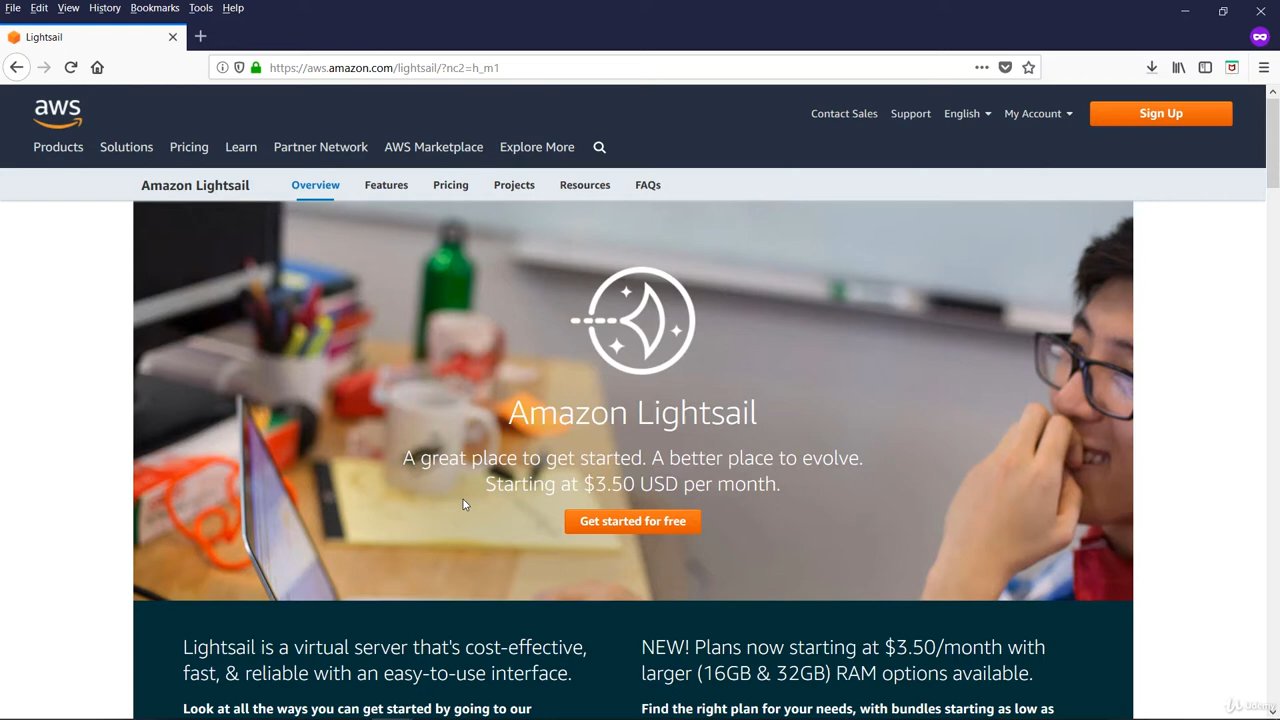 File Edit View History Bookmarks Tools Help
Lightsail
https://aws.amazon.com/lightsail/?nc2=h_m1
aws
Contact Sales Support English My Account Sign Up
Products Solutions Pricing Learn Partner Network AWS Marketplace Explore More
Amazon Lightsail Overview Features Pricing Projects Resources FAQs
Amazon Lightsail
A great place to get started. A better place to evolve.
Starting at $3.50 USD per month.
Get started for free
Lightsail is a virtual server that's cost-effective,
fast, & reliable with an easy-to-use interface.
Look at all the ways you can get started by going to our
NEW! Plans now starting at $3.50/month with
larger (16GB & 32GB) RAM options available.
Find the right plan for your needs, with bundles starting as low as
Udemy